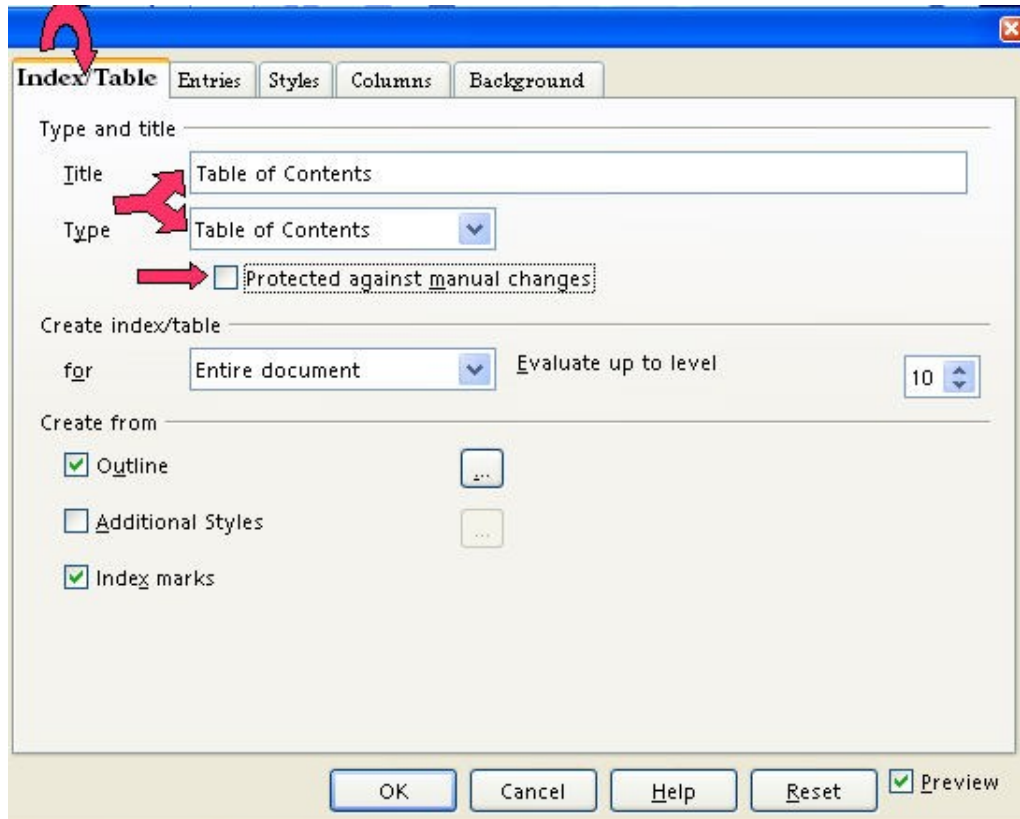 Index/Table Entries Styles Columns Background
Type and title
Title Table of Contents
Type Table of Contents
Protected against manual changes
Create index/table
for Entire document Evaluate up to level 10
Create from
Outline ...
Additional Styles ...
Index marks
OK Cancel Help Reset Preview